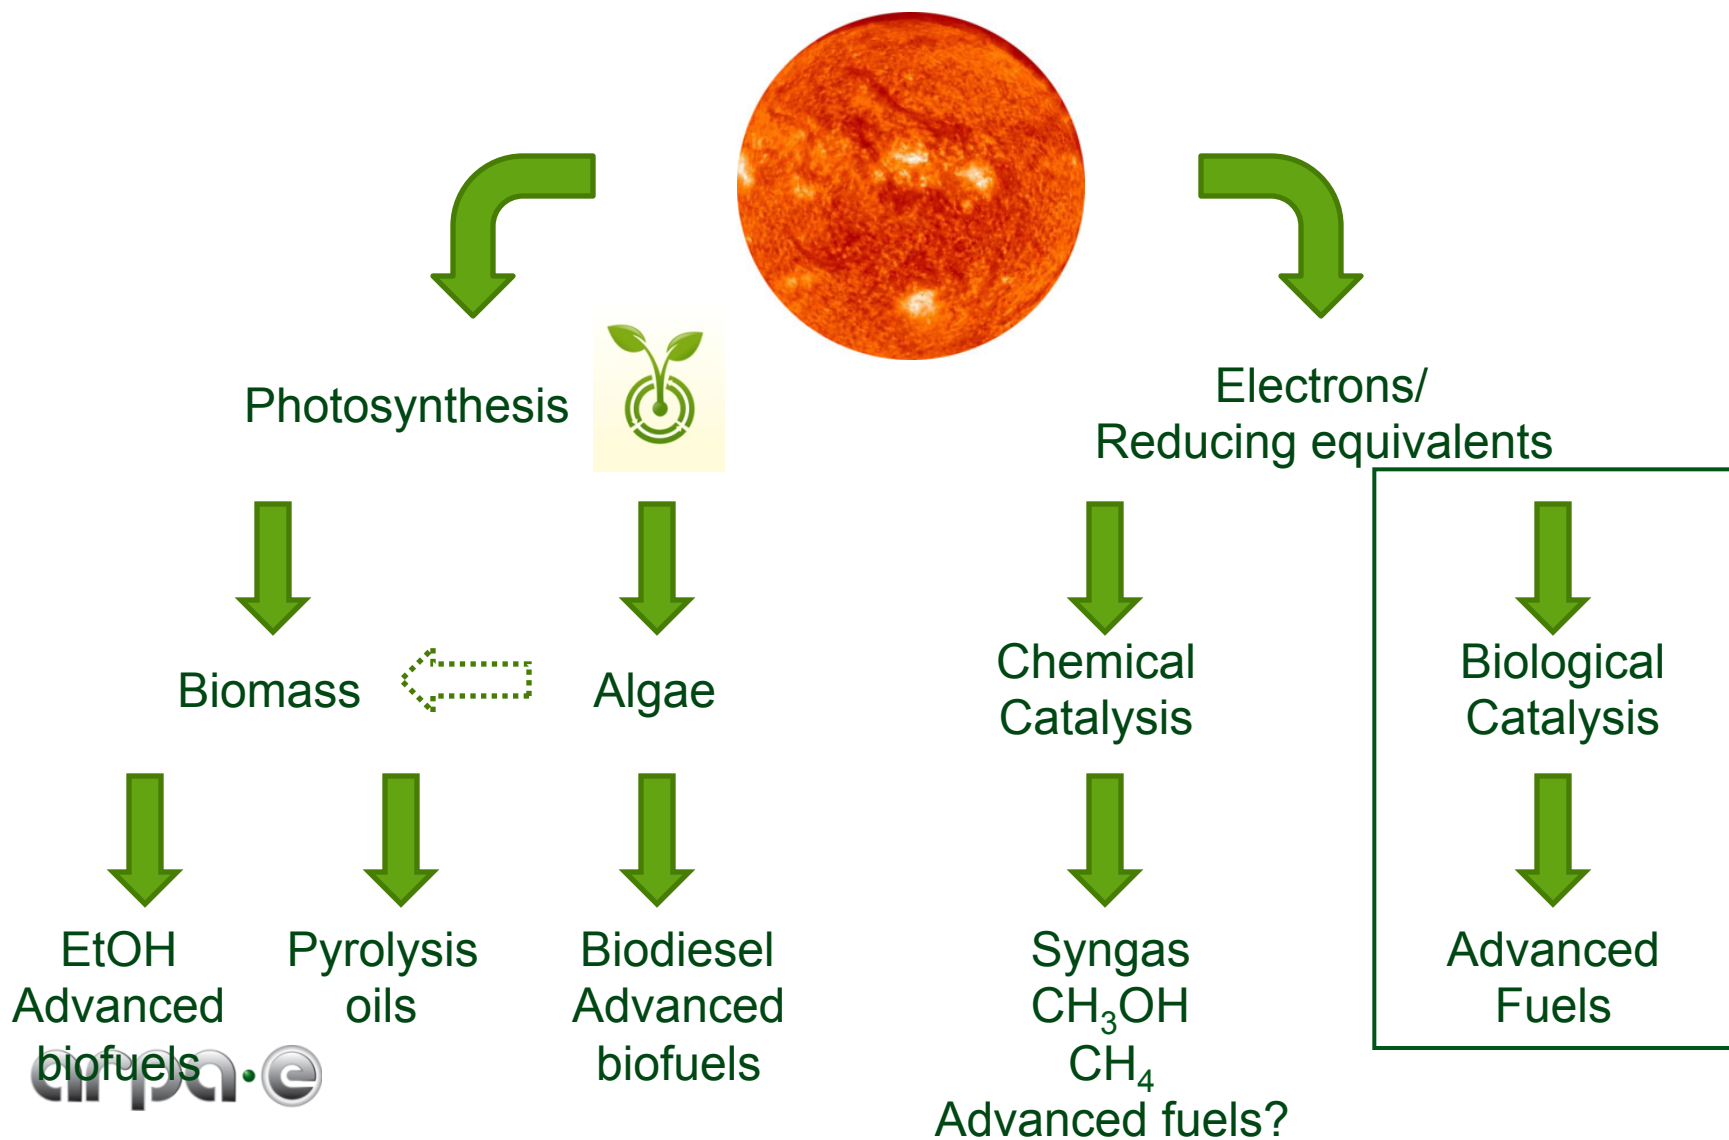 Photosynthesis
Electrons/
Reducing equivalents
Biomass
Algae
Chemical
Catalysis
Biological
Catalysis
EtOH
Advanced
biofuels
Pyrolysis
oils
Biodiesel
Advanced
biofuels
Syngas
CH₃OH
CH₄
Advanced fuels?
Advanced
Fuels
arpa·e